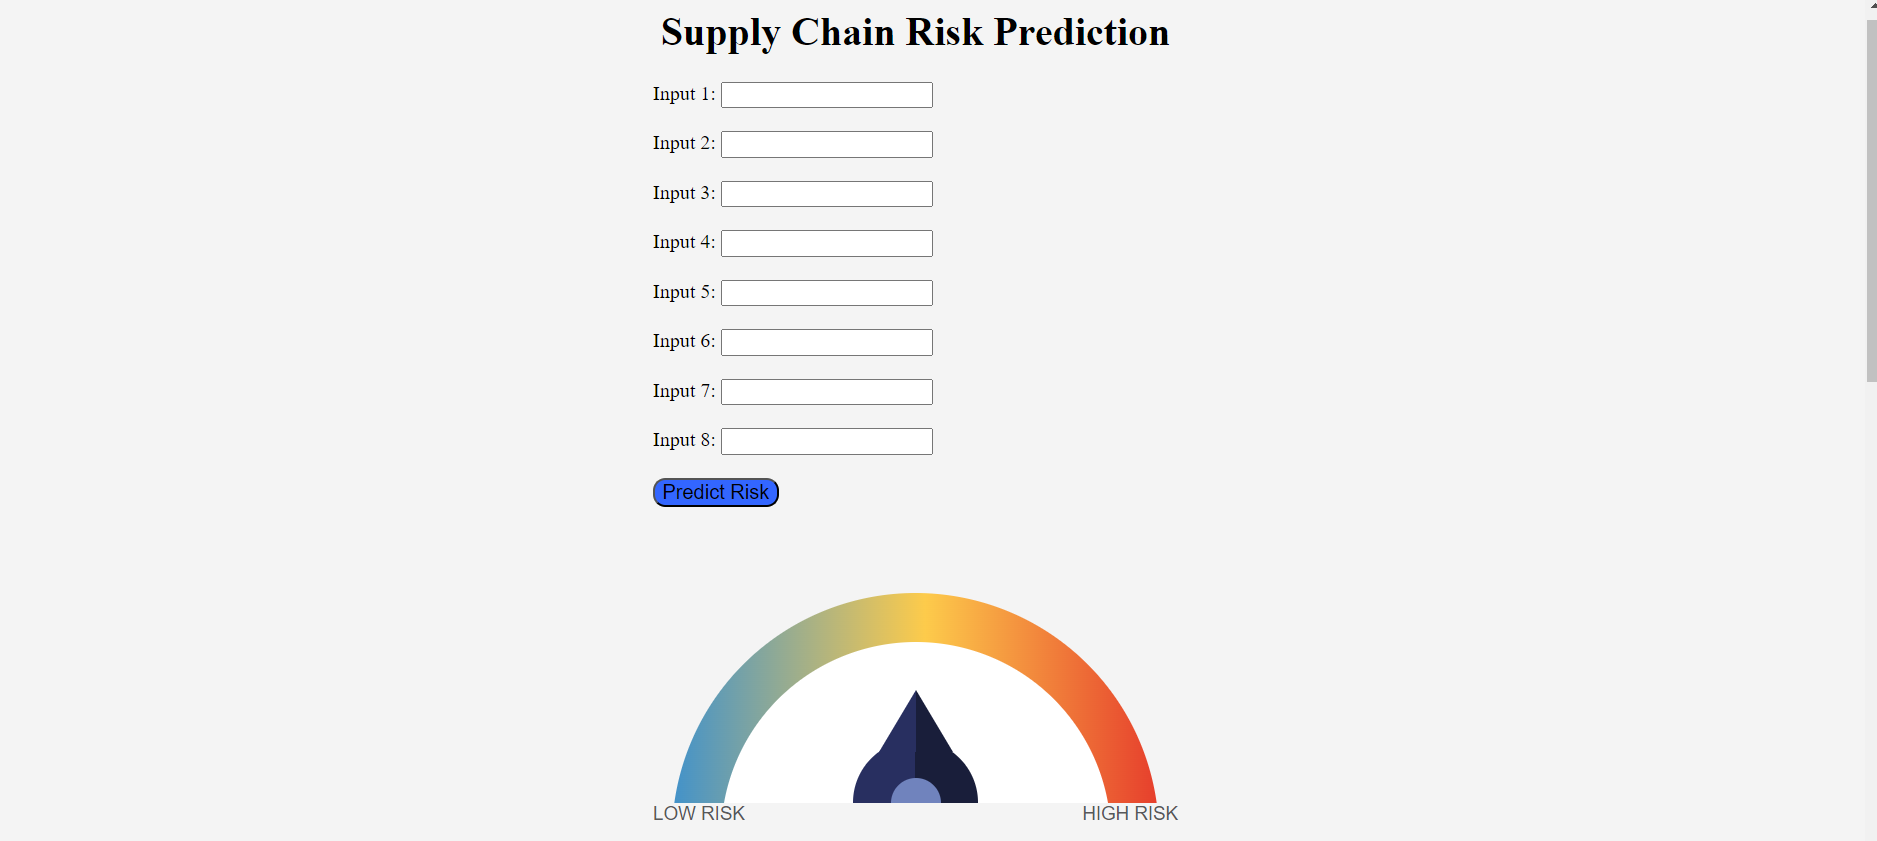 Supply Chain Risk Prediction
Input 1:
Input 2:
Input 3:
Input 4:
Input 5:
Input 6:
Input 7:
Input 8:
Predict Risk
LOW RISK HIGH RISK